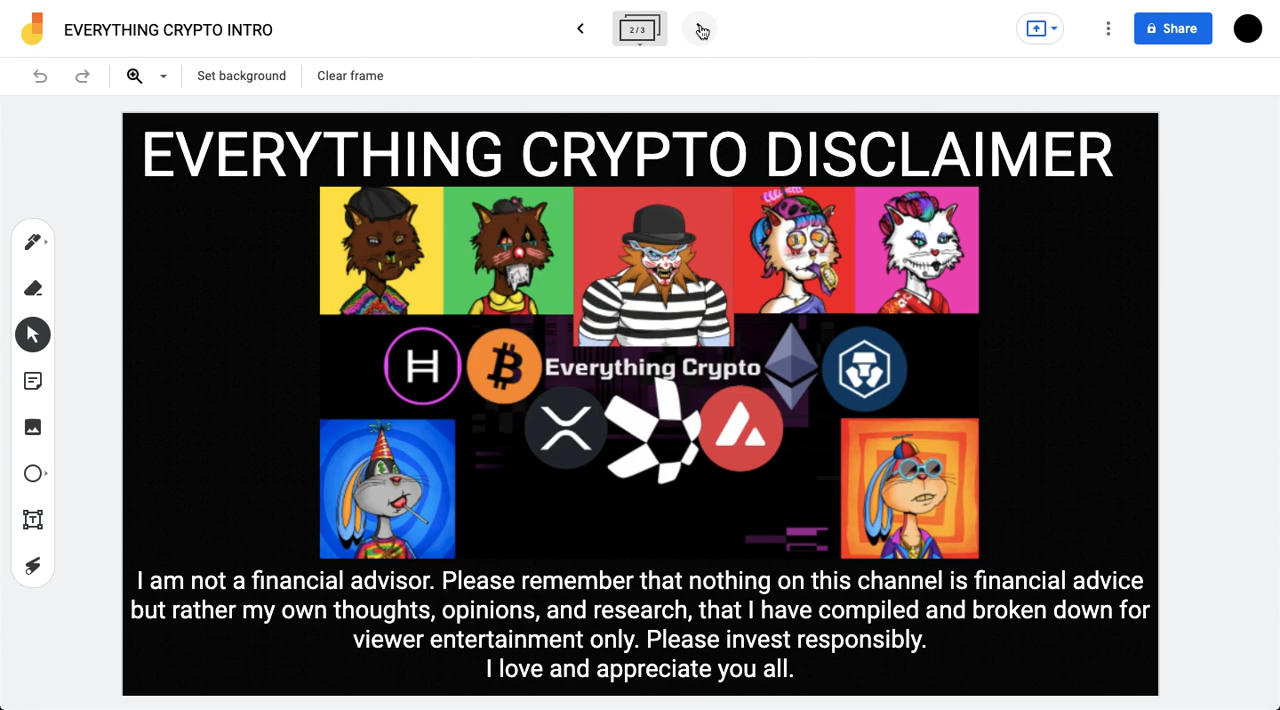 EVERYTHING CRYPTO INTRO
2 / 3
Share
Set background
Clear frame
EVERYTHING CRYPTO DISCLAIMER
Everything Crypto
I am not a financial advisor. Please remember that nothing on this channel is financial advice
but rather my own thoughts, opinions, and research, that I have compiled and broken down for
viewer entertainment only. Please invest responsibly.
I love and appreciate you all.